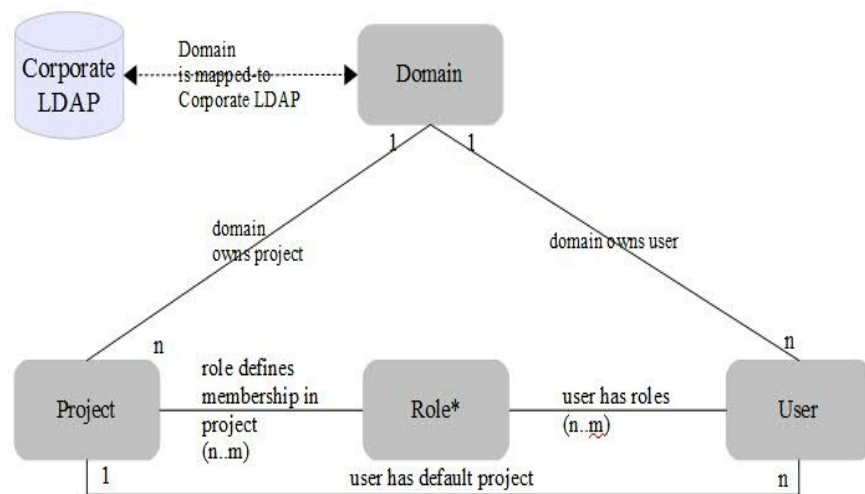 Corporate
LDAP
Domain
is mapped-to
Corporate LDAP
Domain
1
1
domain
owns project
domain owns user
n
n
Project
role defines
membership in
project
(n..m)
Role*
user has roles
(n..m)
User
1
user has default project
n